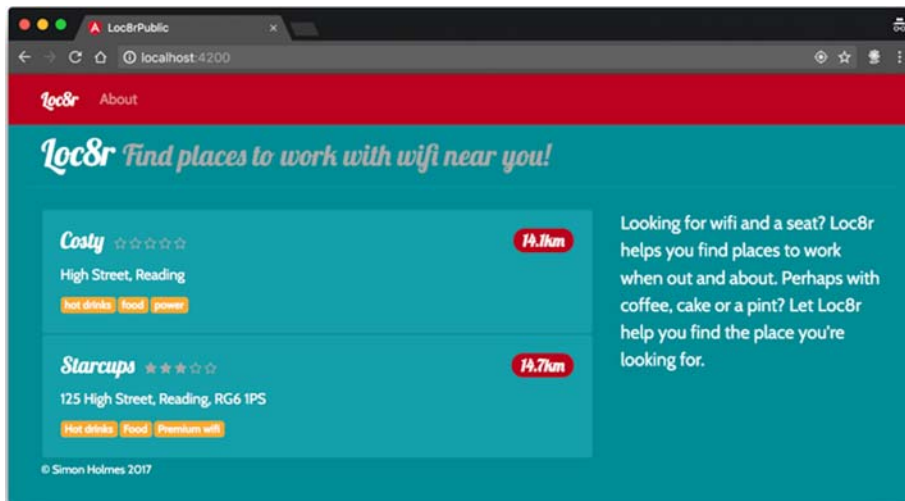 Loc8rPublic
localhost:4200
Loc8r About
Loc8r Find places to work with wifi near you!
Costy 14.1km
High Street, Reading
hot drinks food power
Starcups 14.7km
125 High Street, Reading, RG6 1PS
Hot drinks Food Premium wifi
Looking for wifi and a seat? Loc8r
helps you find places to work
when out and about. Perhaps with
coffee, cake or a pint? Let Loc8r
help you find the place you're
looking for.
© Simon Holmes 2017